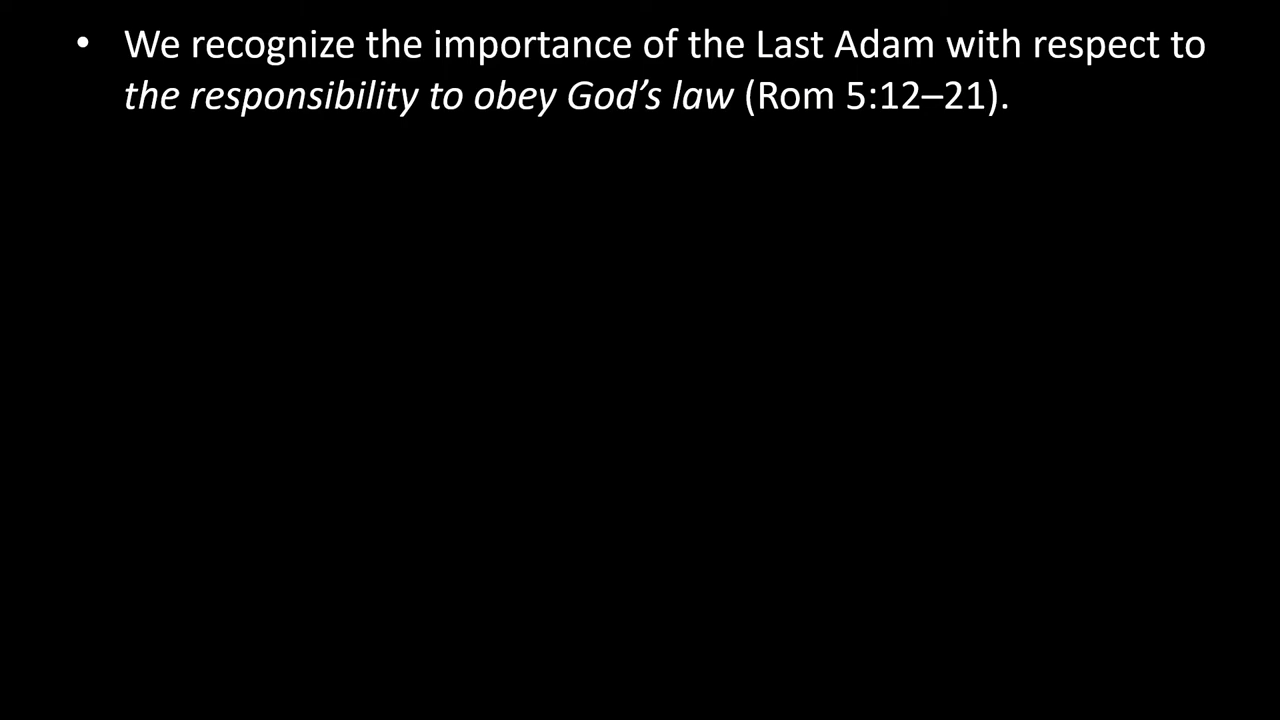 • We recognize the importance of the Last Adam with respect to
the responsibility to obey God’s law (Rom 5:12–21).